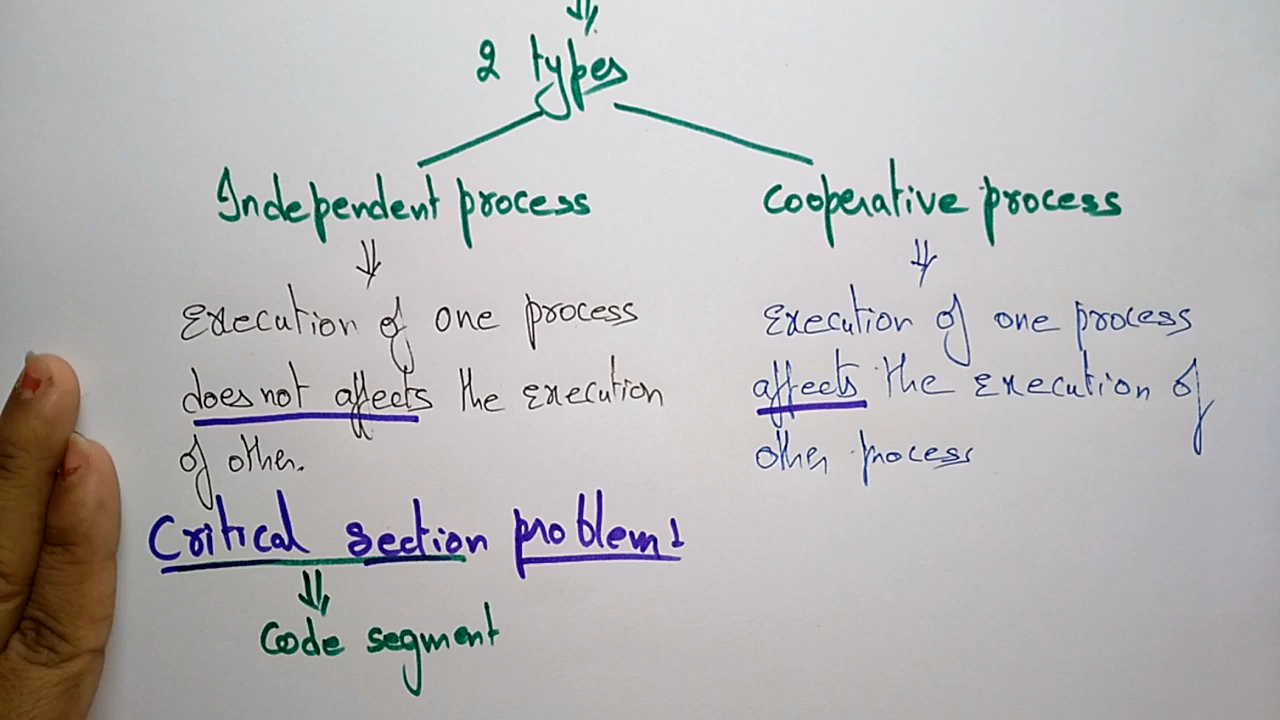 2 types
Independent process
cooperative process
Execution of one process
does not affects the execution
of other.
Execution of one process
affects the execution of
other process
Critical section problem:
Code segment